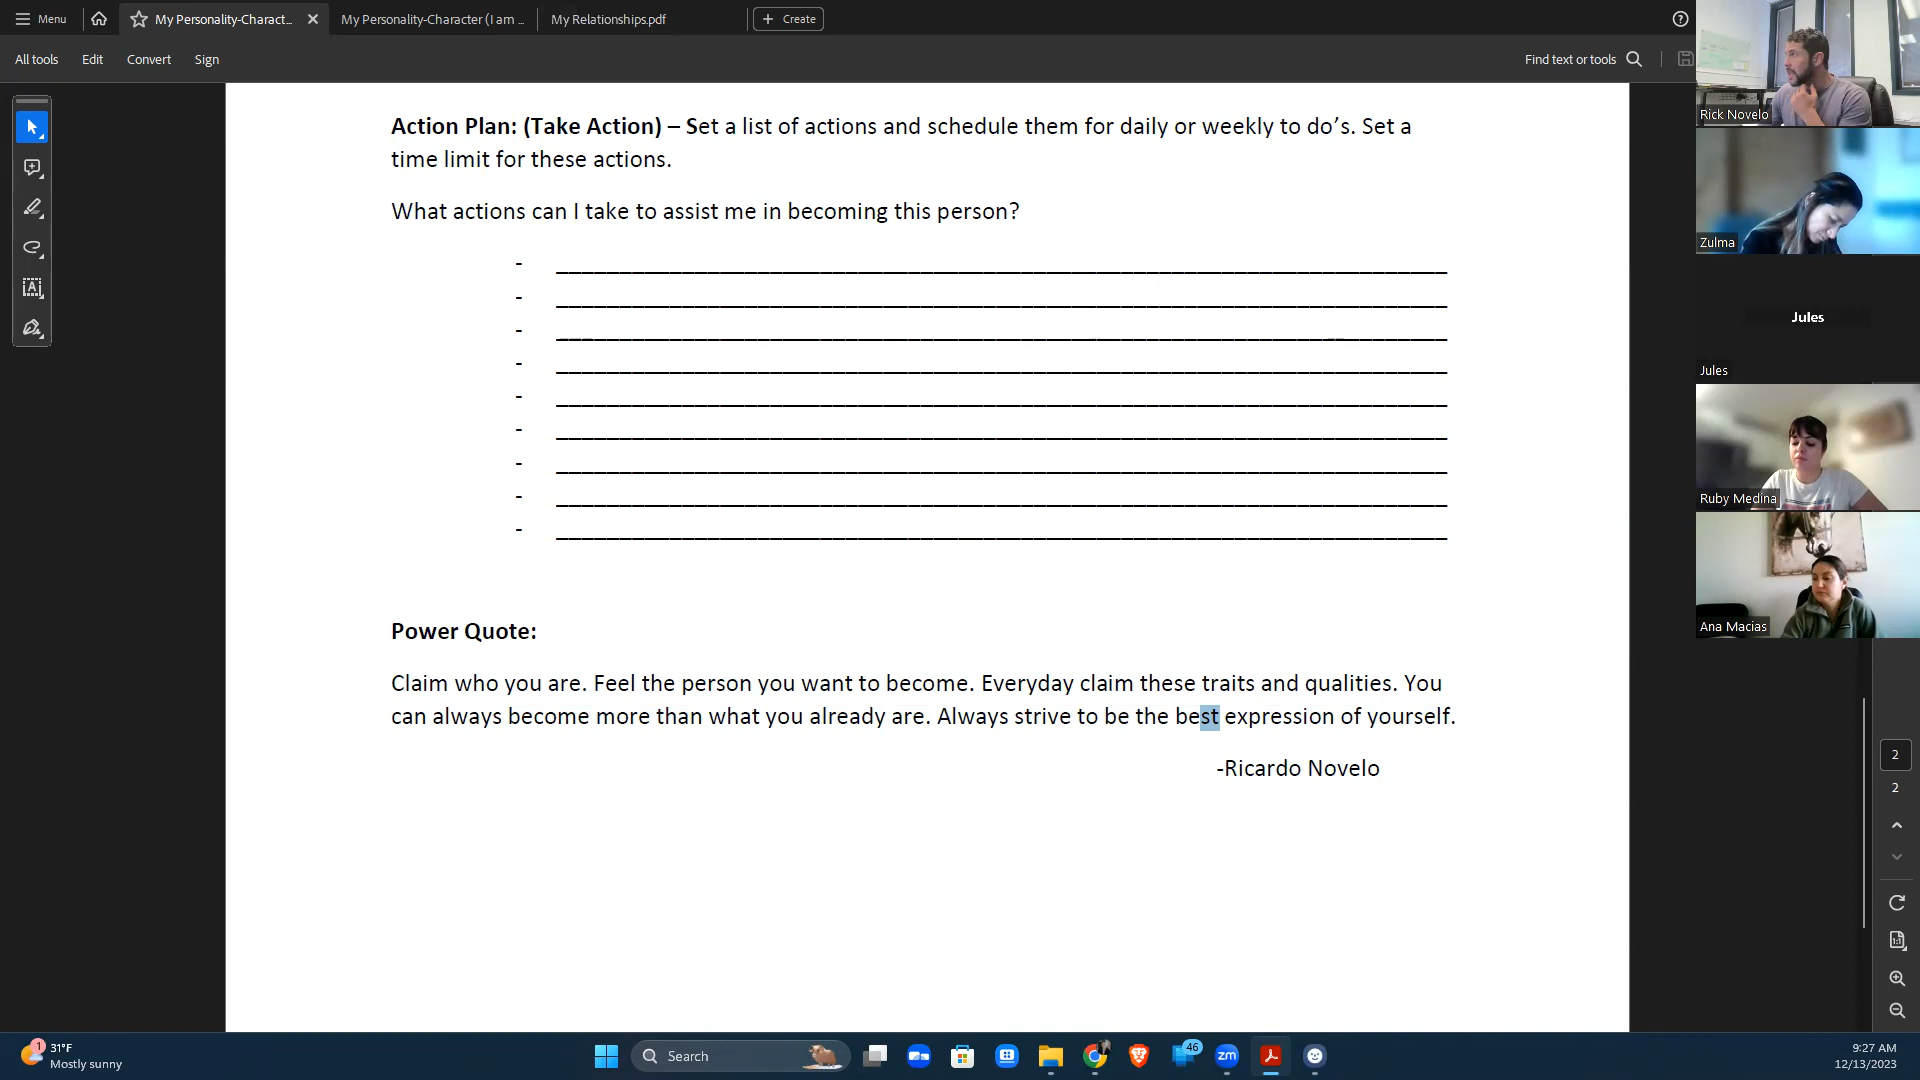 Menu
My Personality-Charact...
My Personality-Character (I am ...
My Relationships.pdf
Create
All tools
Edit
Convert
Sign
Find text or tools
Action Plan: (Take Action) – Set a list of actions and schedule them for daily or weekly to do’s. Set a
time limit for these actions.
What actions can I take to assist me in becoming this person?
-
-
-
-
-
-
-
-
-
Power Quote:
Claim who you are. Feel the person you want to become. Everyday claim these traits and qualities. You
can always become more than what you already are. Always strive to be the best expression of yourself.
-Ricardo Novelo
Rick Novelo
Zulma
Jules
Jules
Ruby Medina
Ana Macias
2
2
1:1
1
31°F
Mostly sunny
Search
46
zm
9:27 AM
12/13/2023